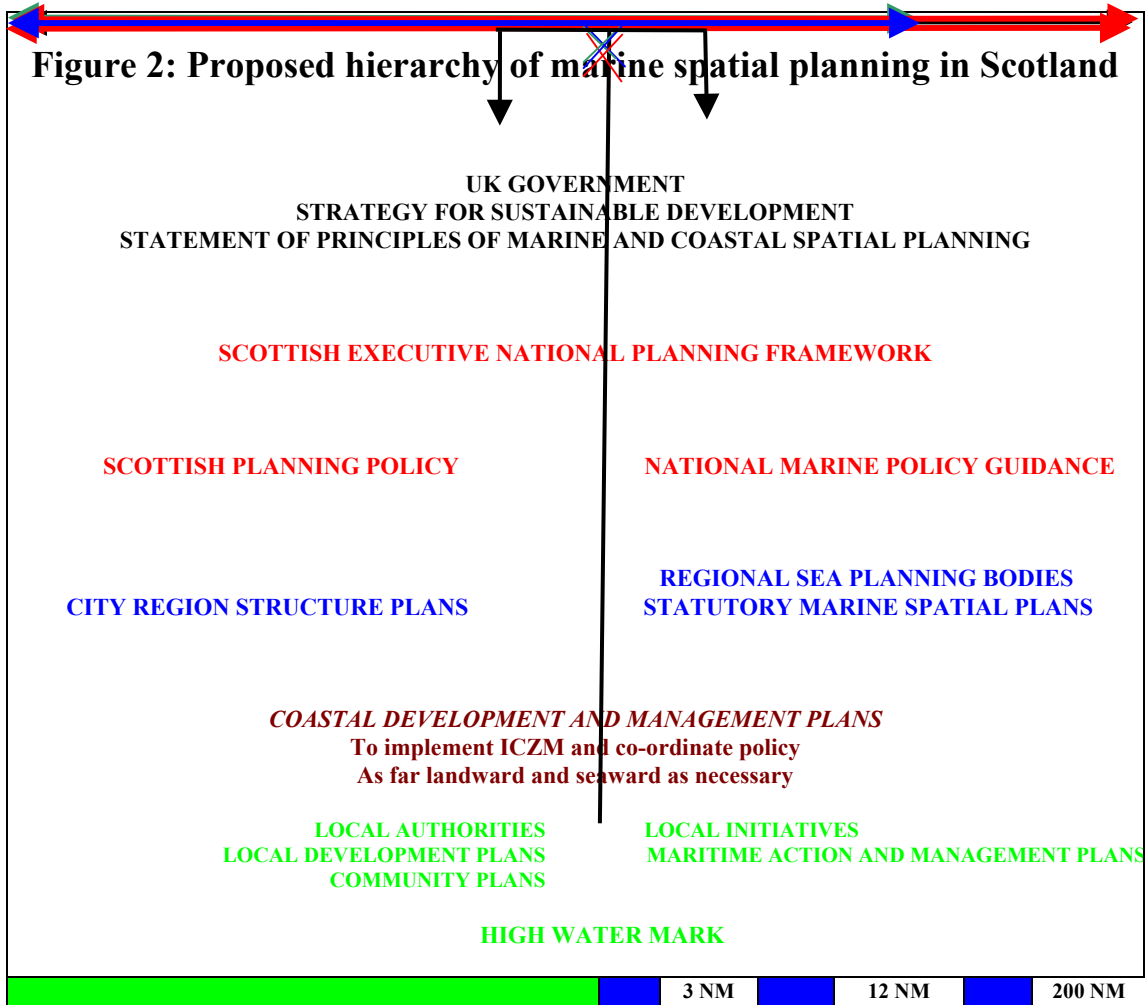 Figure 2: Proposed hierarchy of marine spatial planning in Scotland
UK GOVERNMENT
STRATEGY FOR SUSTAINABLE DEVELOPMENT
STATEMENT OF PRINCIPLES OF MARINE AND COASTAL SPATIAL PLANNING
SCOTTISH EXECUTIVE NATIONAL PLANNING FRAMEWORK
SCOTTISH PLANNING POLICY
NATIONAL MARINE POLICY GUIDANCE
CITY REGION STRUCTURE PLANS
REGIONAL SEA PLANNING BODIES
STATUTORY MARINE SPATIAL PLANS
COASTAL DEVELOPMENT AND MANAGEMENT PLANS
To implement ICZM and co-ordinate policy
As far landward and seaward as necessary
LOCAL AUTHORITIES
LOCAL DEVELOPMENT PLANS
COMMUNITY PLANS
LOCAL INITIATIVES
MARITIME ACTION AND MANAGEMENT PLANS
HIGH WATER MARK
3 NM
12 NM
200 NM